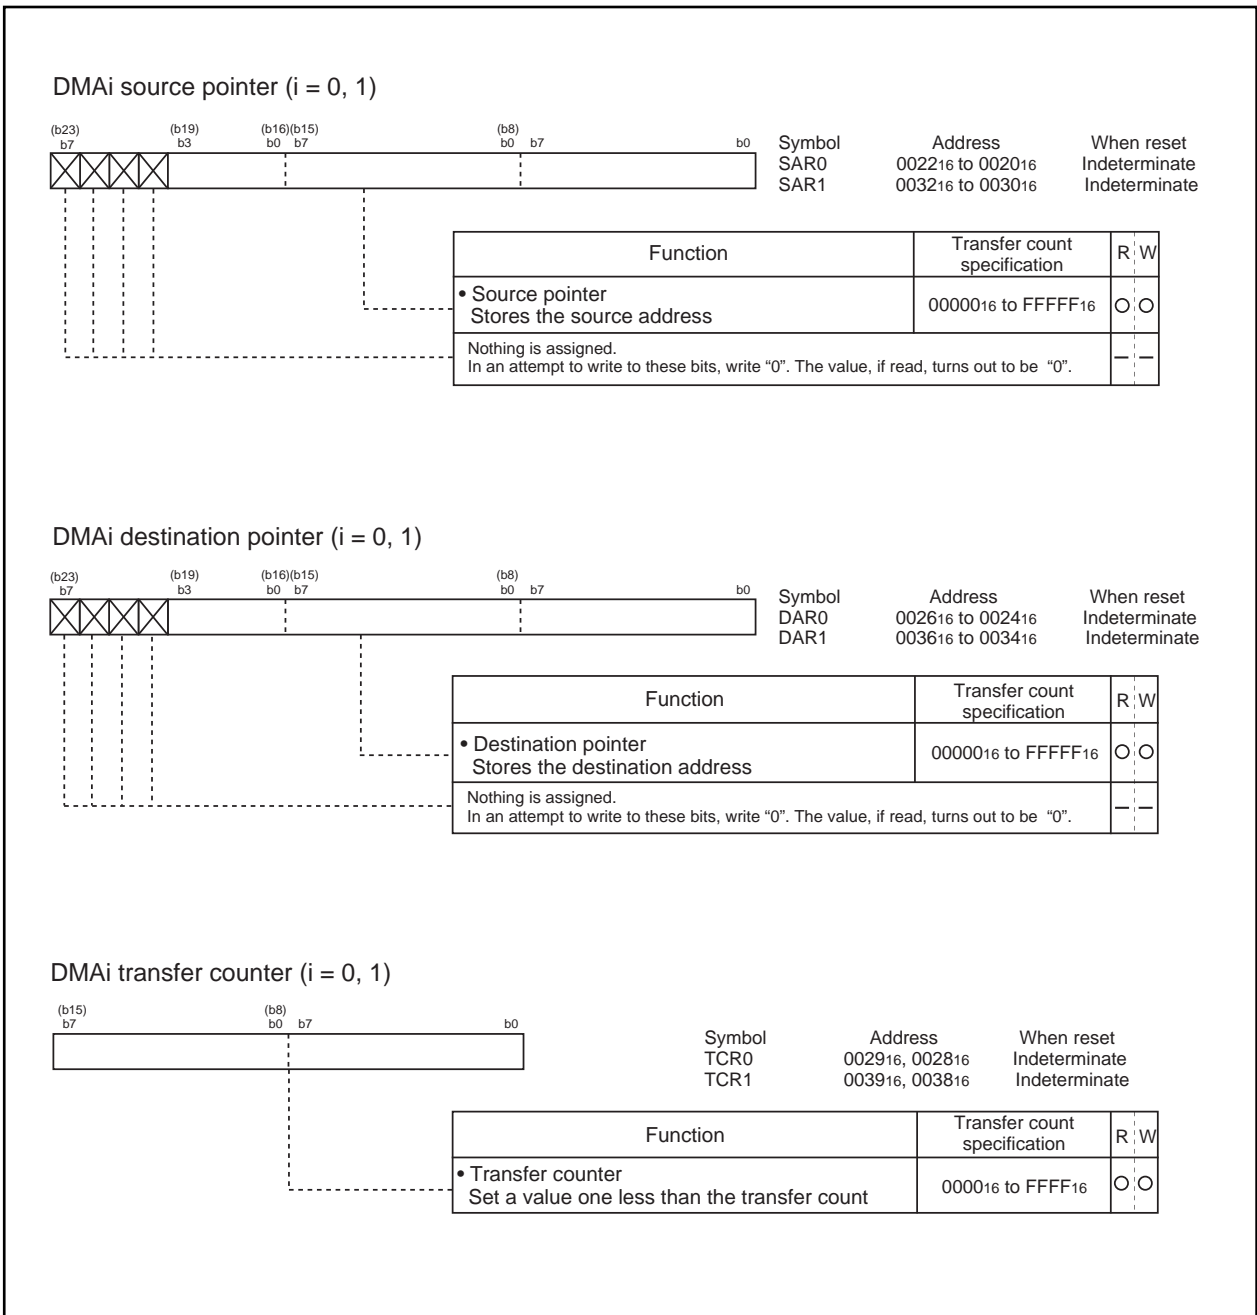 DMAi source pointer (i = 0, 1)
(b23) (b19) (b16)(b15) (b8)
b7 b3 b0 b7 b0 b7 b0
Symbol Address When reset
SAR0 002216 to 002016 Indeterminate
SAR1 003216 to 003016 Indeterminate
Function Transfer count specification R W
• Source pointer
Stores the source address
0000016 to FFFFF16
Nothing is assigned.
In an attempt to write to these bits, write “0”. The value, if read, turns out to be “0”.
DMAi destination pointer (i = 0, 1)
(b23) (b19) (b16)(b15) (b8)
b7 b3 b0 b7 b0 b7 b0
Symbol Address When reset
DAR0 002616 to 002416 Indeterminate
DAR1 003616 to 003416 Indeterminate
Function Transfer count specification R W
• Destination pointer
Stores the destination address
0000016 to FFFFF16
Nothing is assigned.
In an attempt to write to these bits, write “0”. The value, if read, turns out to be “0”.
DMAi transfer counter (i = 0, 1)
(b15) (b8)
b7 b0 b7 b0
Symbol Address When reset
TCR0 002916, 002816 Indeterminate
TCR1 003916, 003816 Indeterminate
Function Transfer count specification R W
• Transfer counter
Set a value one less than the transfer count
000016 to FFFF16